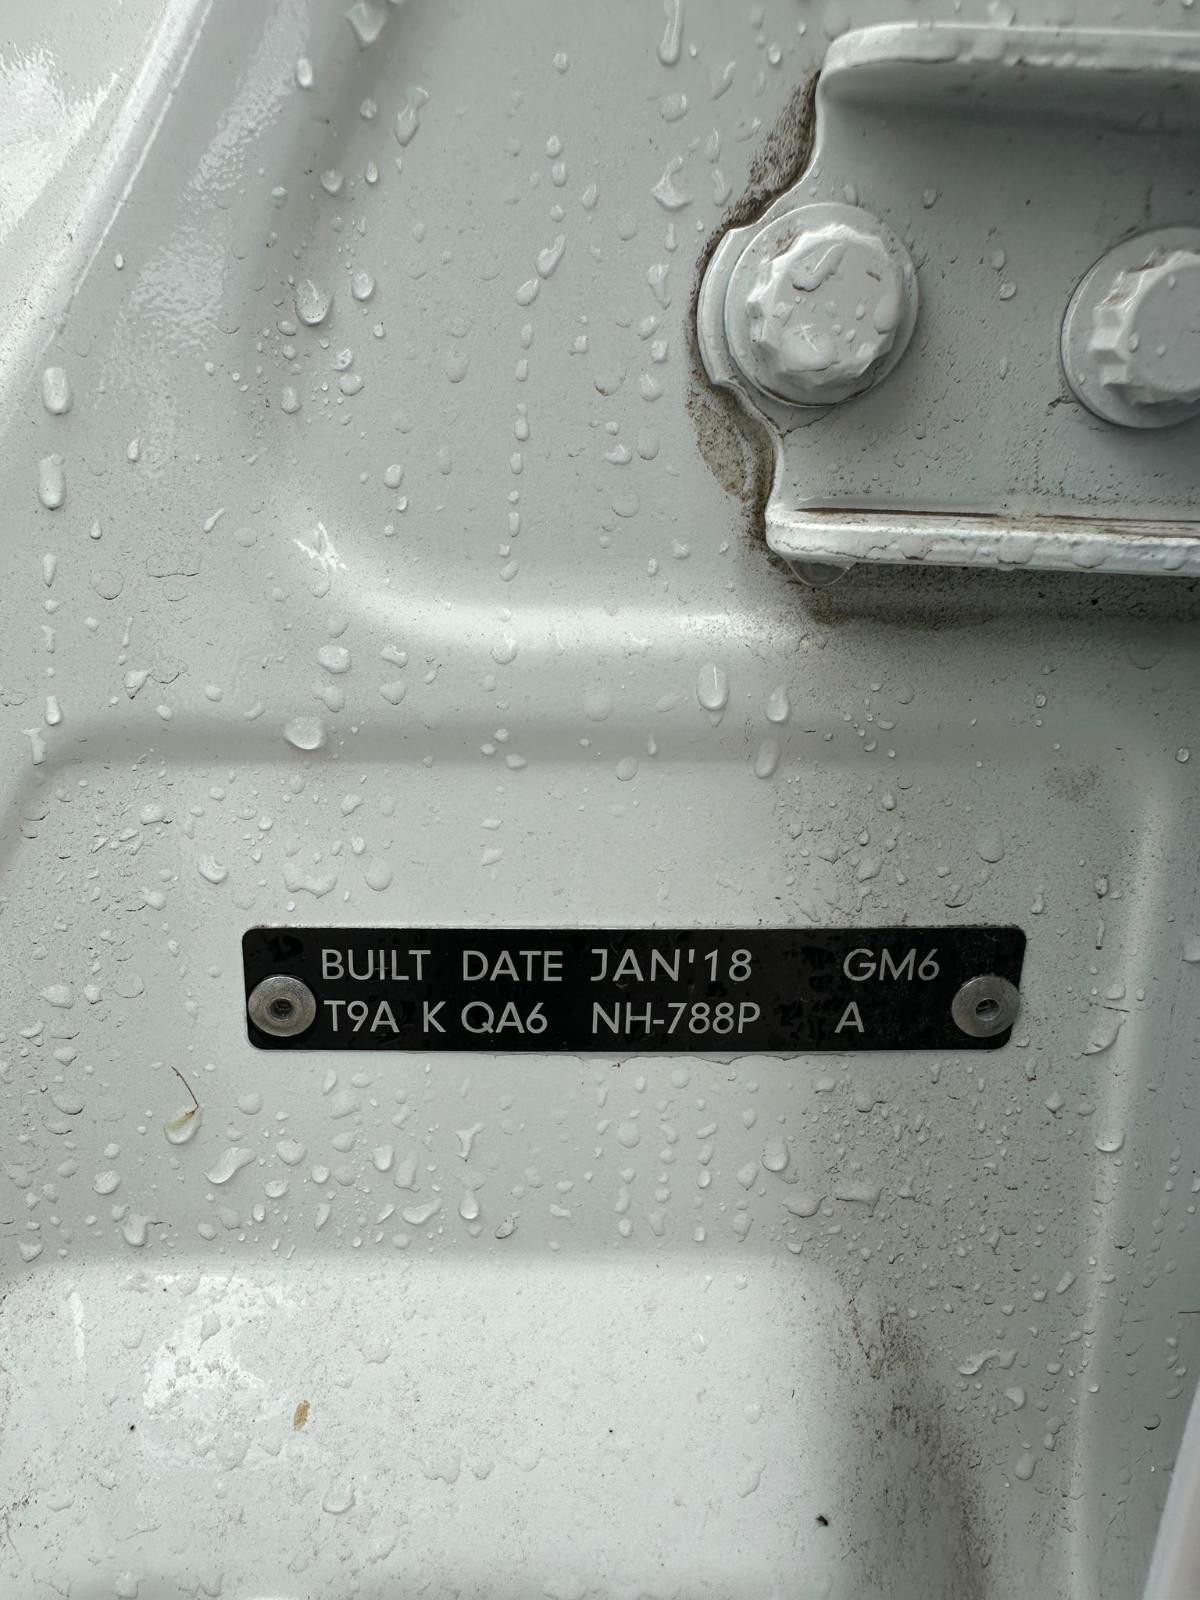 BUILT DATE JAN'18 GM6
T9A K QA6 NH-788P A